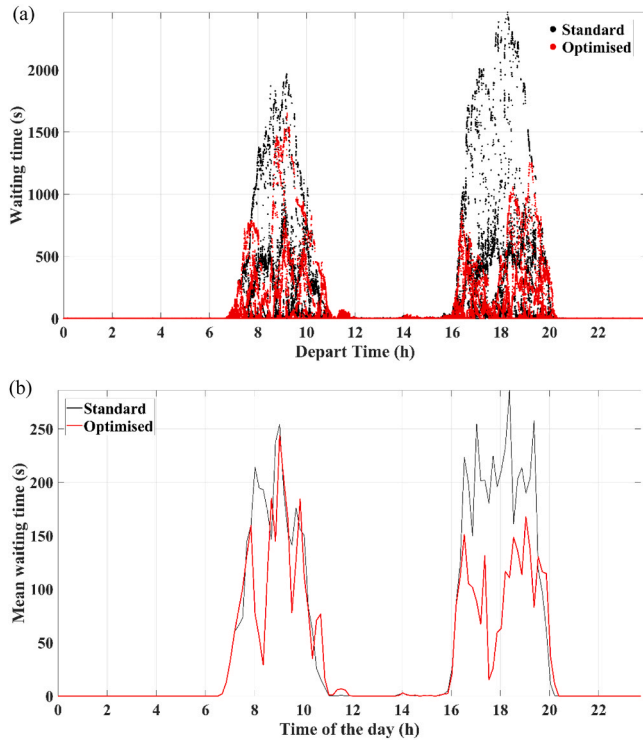 (a)
Standard
Optimised
2000
1500
1000
500
0
Waiting time (s)
0 2 4 6 8 10 12 14 16 18 20 22
Depart Time (h)
(b)
Standard
Optimised
250
200
150
100
50
0
Mean waiting time (s)
0 2 4 6 8 10 12 14 16 18 20 22
Time of the day (h)